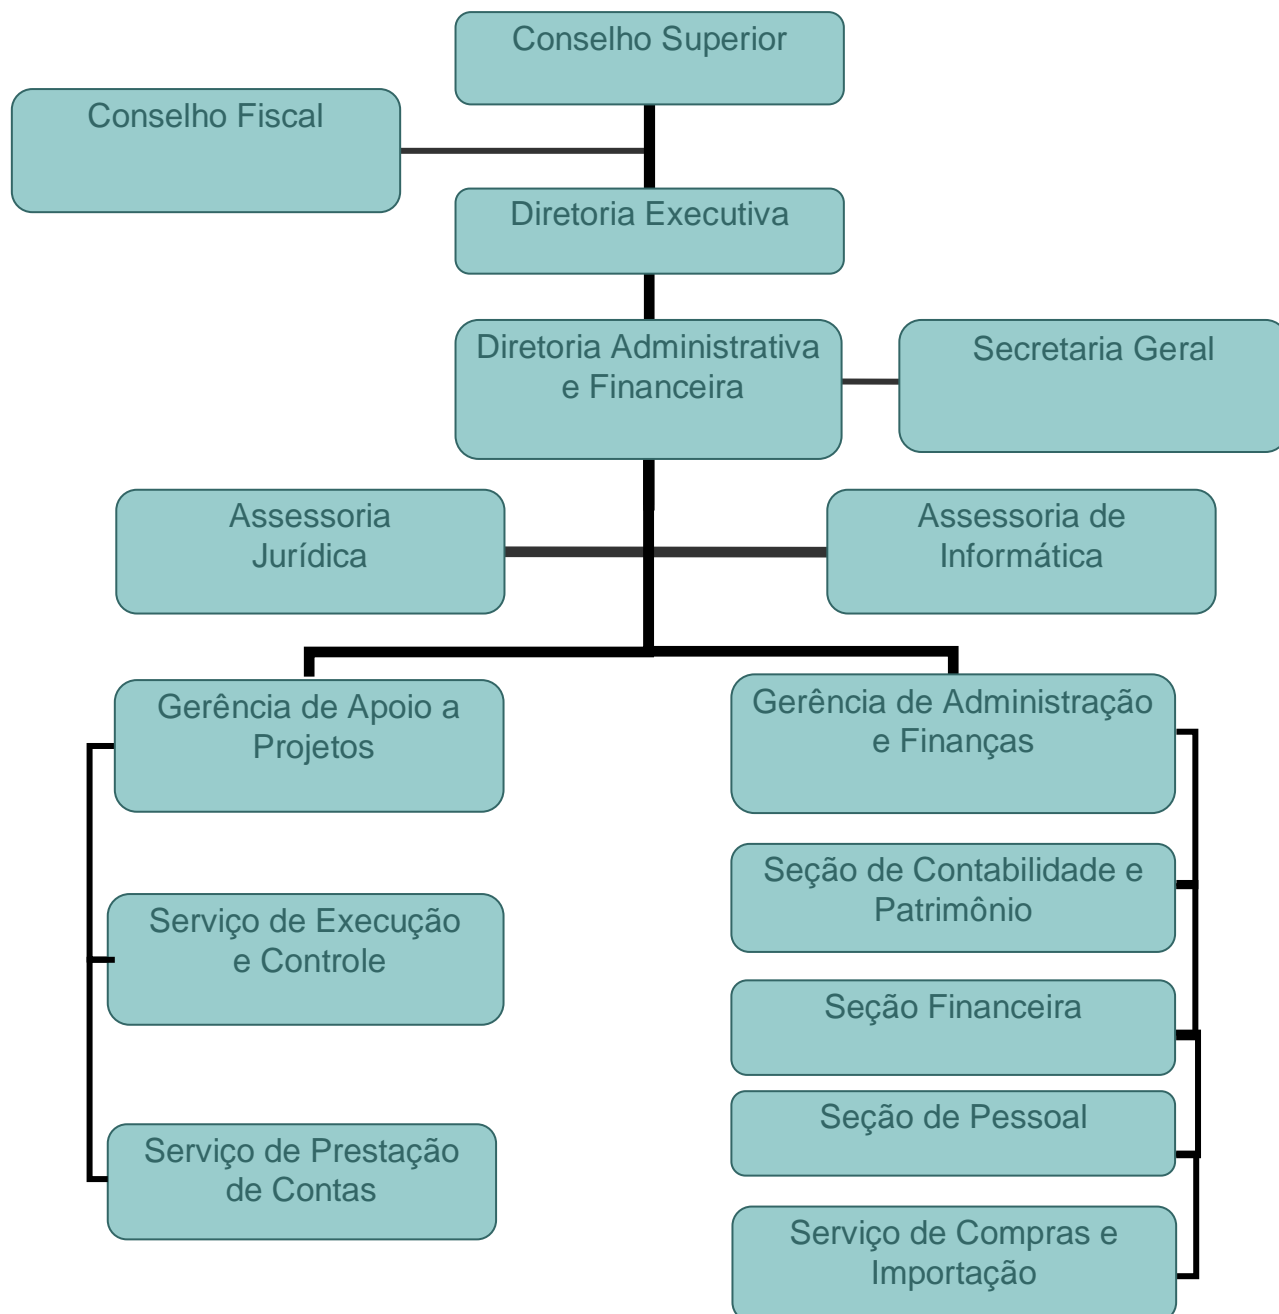 Conselho Superior
Conselho Fiscal
Diretoria Executiva
Diretoria Administrativa
e Financeira
Secretaria Geral
Assessoria
Jurídica
Assessoria de
Informática
Gerência de Apoio a
Projetos
Gerência de Administração
e Finanças
Serviço de Execução
e Controle
Serviço de Prestação
de Contas
Seção de Contabilidade e
Patrimônio
Seção Financeira
Seção de Pessoal
Serviço de Compras e
Importação